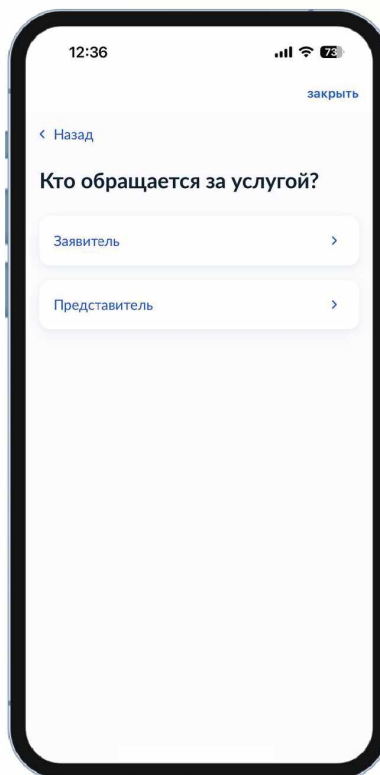 12:36
73
закрыть
Назад
Кто обращается за услугой?
Заявитель
Представитель